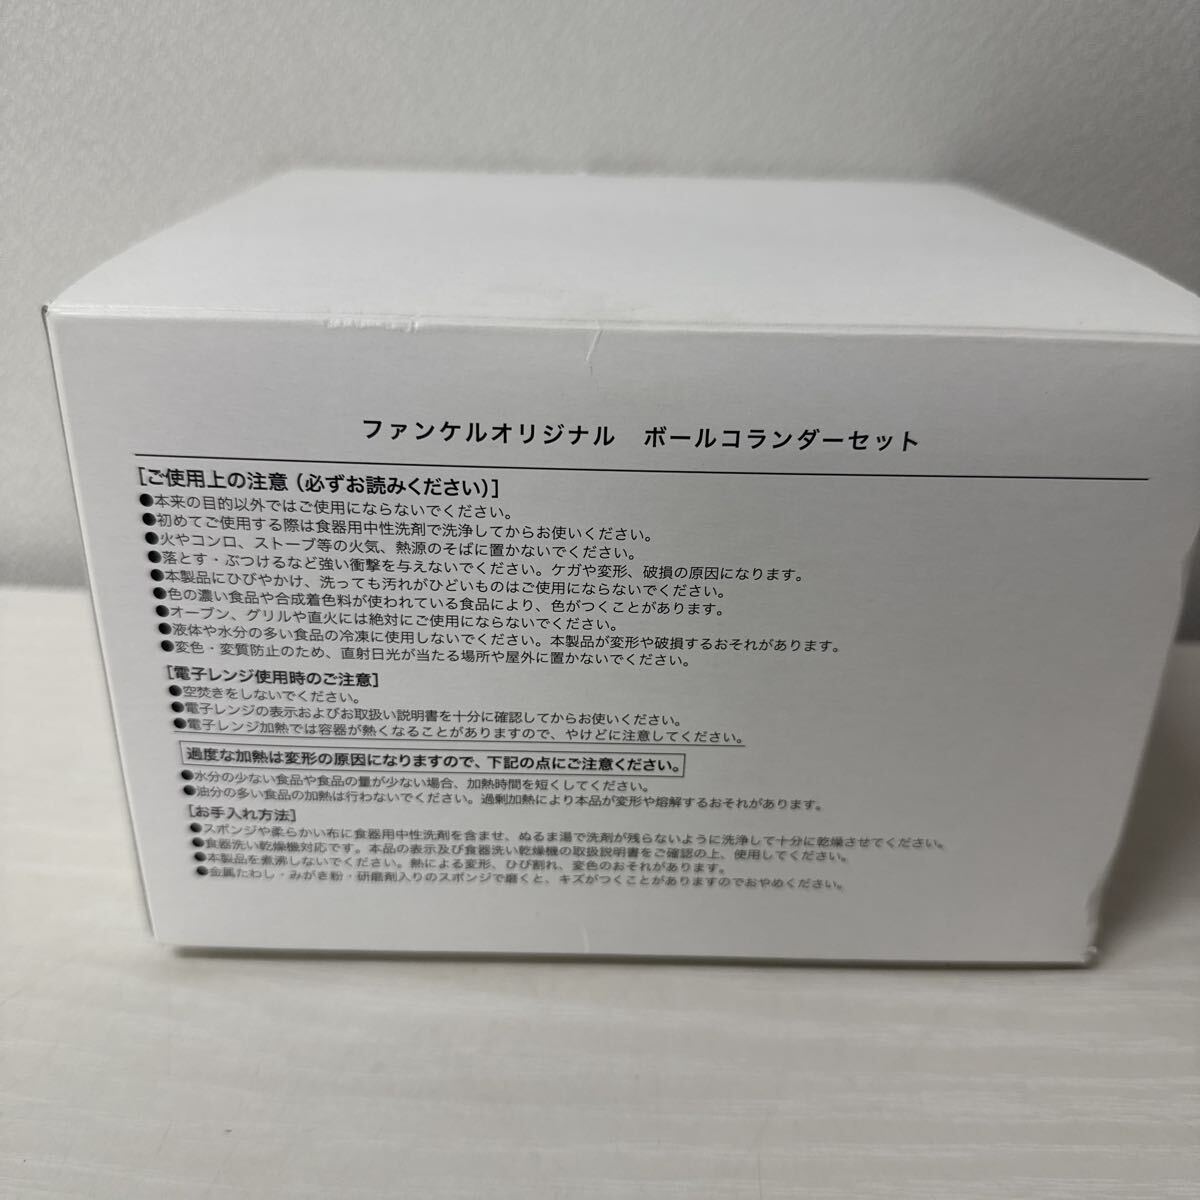 ファンケルオリジナル　ボールコランダーセット
［ご使用上の注意（必ずお読みください）］
●本来の目的以外ではご使用にならないでください。
●初めてご使用する際は食器用中性洗剤で洗浄してからお使いください。
●火やコンロ、ストーブ等の火気、熱源のそばに置かないでください。
●落とす・ぶつけるなど強い衝撃を与えないでください。ケガや変形、破損の原因になります。
●本製品にひびやかけ、洗っても汚れがひどいものはご使用にならないでください。
●色の濃い食品や合成着色料が使われている食品により、色がつくことがあります。
●オーブン、グリルや直火には絶対にご使用にならないでください。
●液体や水分の多い食品の冷凍に使用しないでください。本製品が変形や破損するおそれがあります。
●変色・変質防止のため、直射日光が当たる場所や屋外に置かないでください。
［電子レンジ使用時のご注意］
●空焚きをしないでください。
●電子レンジの表示およびお取扱い説明書を十分に確認してからお使いください。
●電子レンジ加熱では容器が熱くなることがありますので、やけどに注意してください。
過度な加熱は変形の原因になりますので、下記の点にご注意ください。
●水分の少ない食品や食品の量が少ない場合、加熱時間を短くしてください。
●油分の多い食品の加熱は行わないでください。過剰加熱により本品が変形や熔解するおそれがあります。
［お手入れ方法］
●スポンジや柔らかい布に食器用中性洗剤を含ませ、ぬるま湯で洗剤が残らないように洗浄して十分に乾燥させてください。
●食器洗い乾燥機対応です。本品の表示及び食器洗い乾燥機の取扱説明書をご確認の上、使用してください。
●本製品を煮沸しないでください。熱による変形、ひび割れ、変色のおそれがあります。
●金属たわし・みがき粉・研磨剤入りのスポンジで磨くと、キズがつくことがありますのでおやめください。